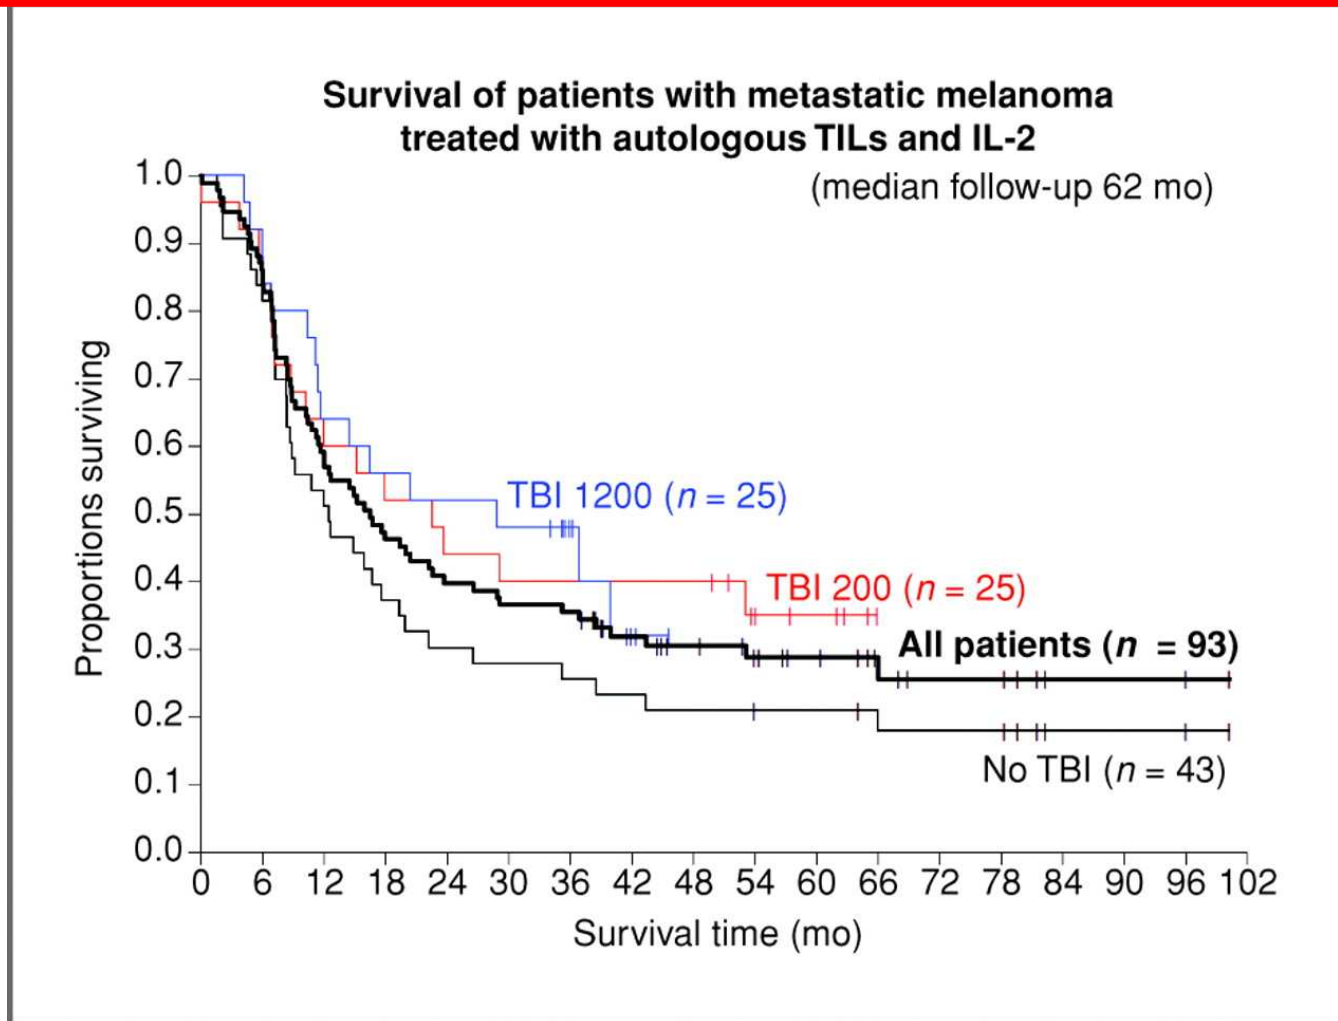 Survival of patients with metastatic melanoma
treated with autologous TILs and IL-2
(median follow-up 62 mo)
1.0
0.9
0.8
0.7
0.6
0.5
0.4
0.3
0.2
0.1
0.0
Proportions surviving
TBI 1200 (n = 25)
TBI 200 (n = 25)
All patients (n = 93)
No TBI (n = 43)
0 6 12 18 24 30 36 42 48 54 60 66 72 78 84 90 96 102
Survival time (mo)